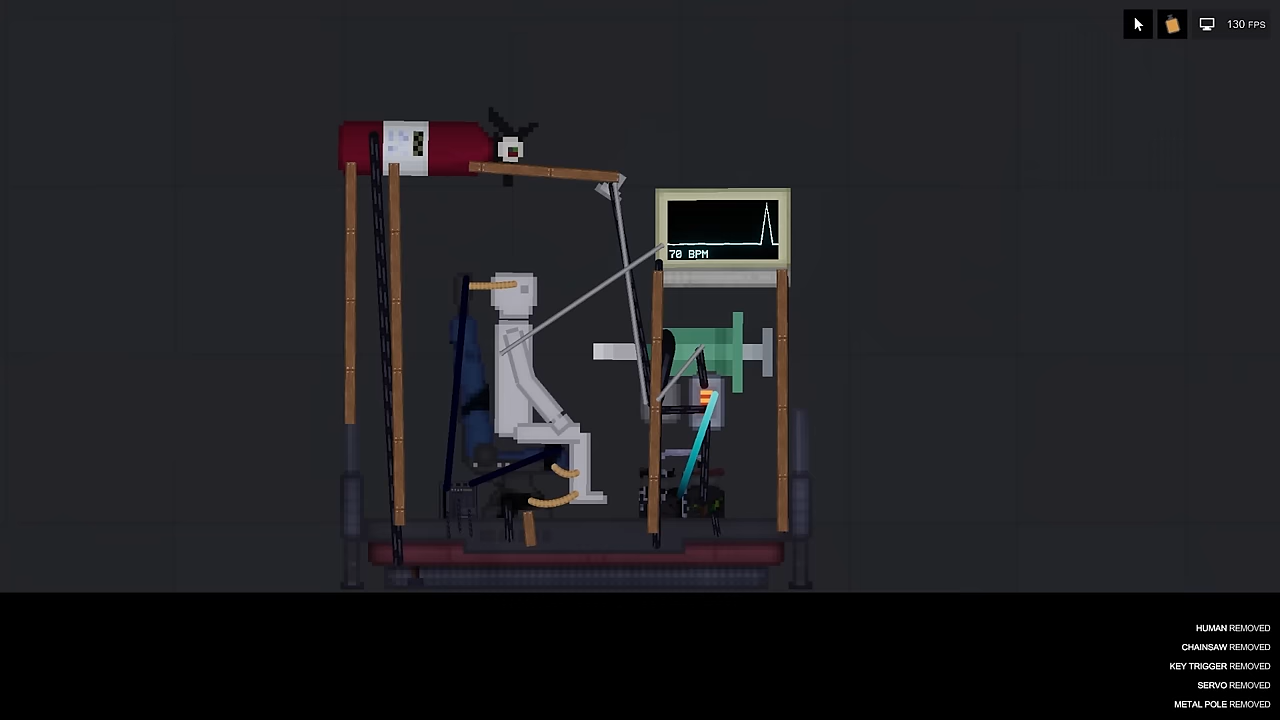 130 FPS
70 BPM
HUMAN REMOVED
CHAINSAW REMOVED
KEY TRIGGER REMOVED
SERVO REMOVED
METAL POLE REMOVED